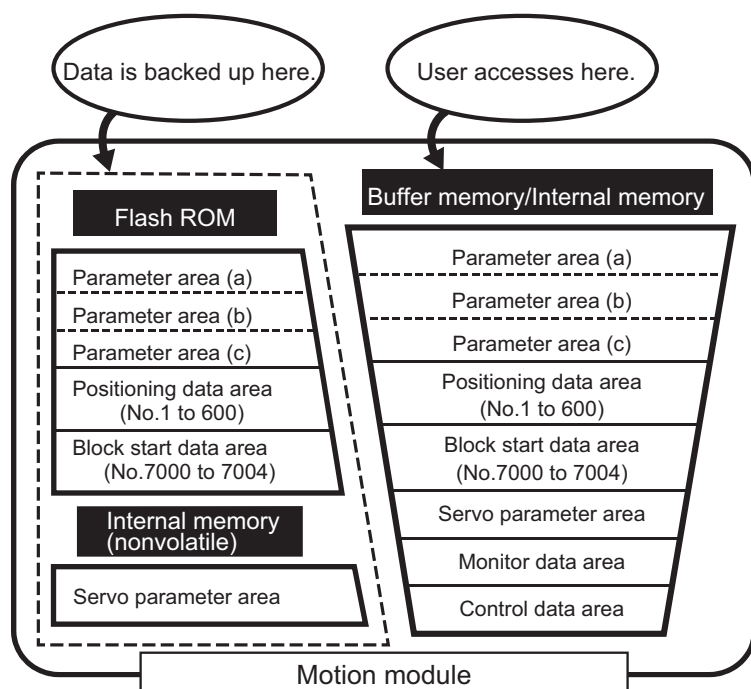 Data is backed up here.
User accesses here.
Flash ROM
Parameter area (a)
Parameter area (b)
Parameter area (c)
Positioning data area
(No.1 to 600)
Block start data area
(No.7000 to 7004)
Internal memory
(nonvolatile)
Servo parameter area
Buffer memory/Internal memory
Parameter area (a)
Parameter area (b)
Parameter area (c)
Positioning data area
(No.1 to 600)
Block start data area
(No.7000 to 7004)
Servo parameter area
Monitor data area
Control data area
Motion module